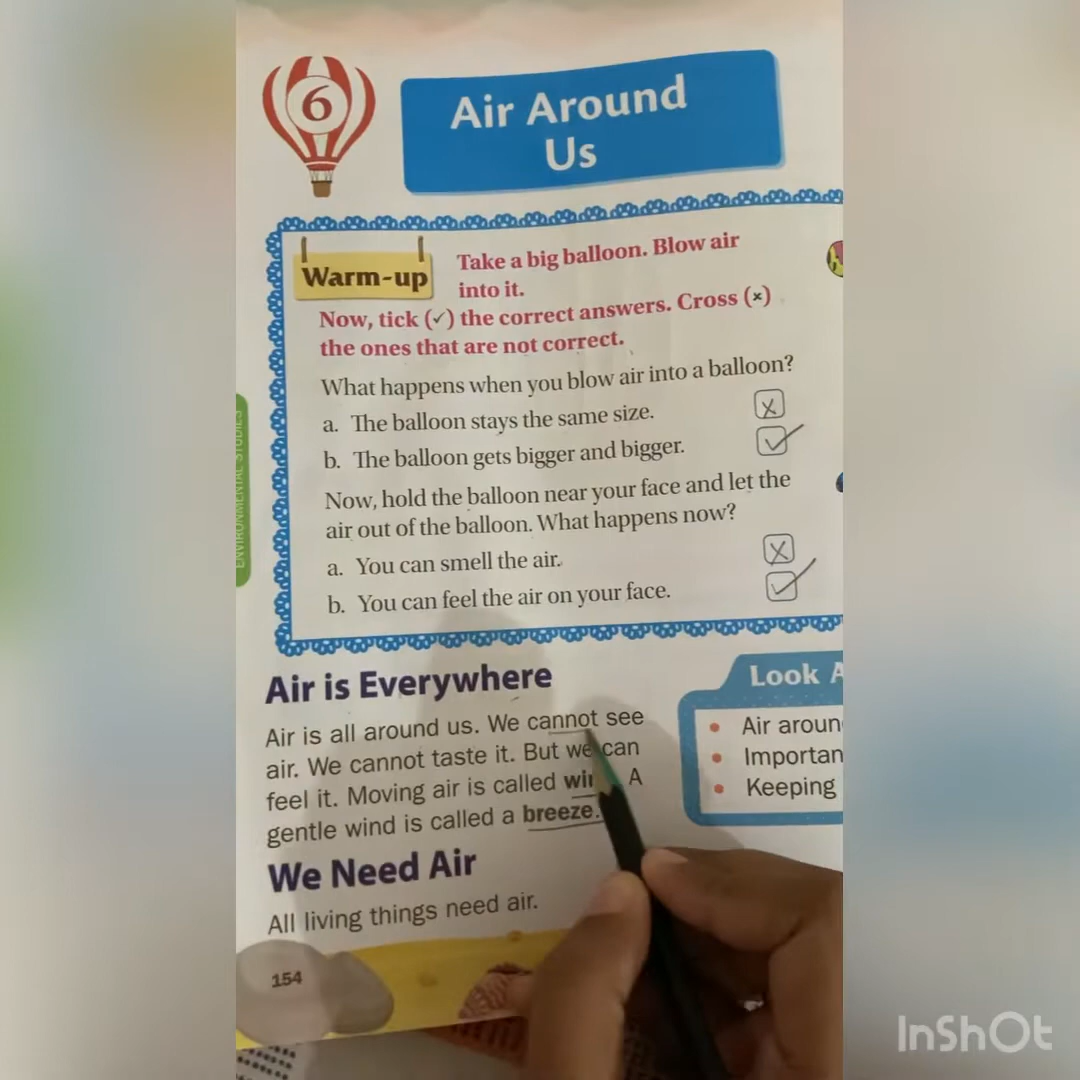 6
Air Around
Us
Warm-up
Take a big balloon. Blow air
into it.
Now, tick (✓) the correct answers. Cross (×)
the ones that are not correct.
What happens when you blow air into a balloon?
a. The balloon stays the same size. X
b. The balloon gets bigger and bigger. ✓
Now, hold the balloon near your face and let the
air out of the balloon. What happens now?
a. You can smell the air. X
b. You can feel the air on your face. ✓
ENVIRONMENTAL STUDIES
Air is Everywhere
Air is all around us. We cannot see
air. We cannot taste it. But we can
feel it. Moving air is called A
gentle wind is called a breeze.
Look
Air
Keeping
We Need Air
All living things need air.
154
InShOt